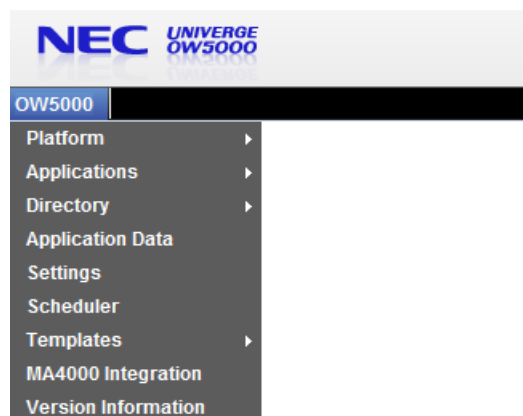 NEC UNIVERGE
OW5000
OW5000
Platform
Applications
Directory
Application Data
Settings
Scheduler
Templates
MA4000 Integration
Version Information